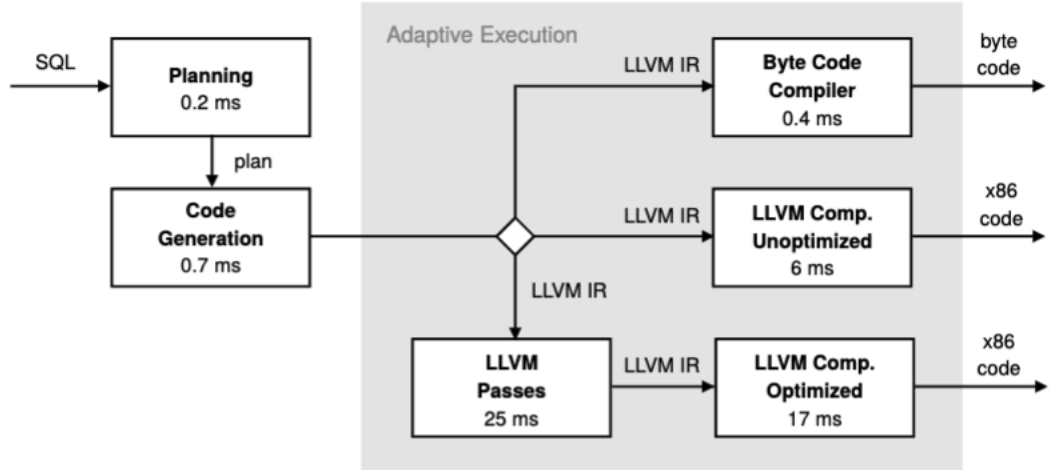 Adaptive Execution
SQL
Planning
0.2 ms
plan
Code
Generation
0.7 ms
LLVM IR
Byte Code
Compiler
0.4 ms
byte
code
LLVM IR
LLVM Comp.
Unoptimized
6 ms
x86
code
LLVM IR
LLVM
Passes
25 ms
LLVM IR
LLVM Comp.
Optimized
17 ms
x86
code